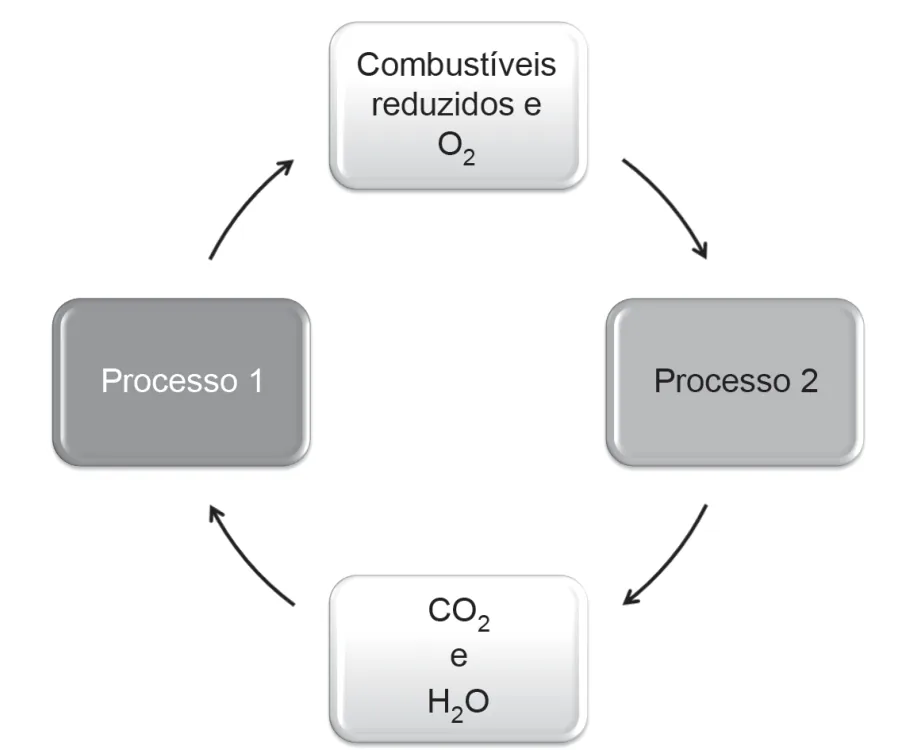 Combustíveis
reduzidos e
O₂
Processo 1
Processo 2
CO₂
e
H₂O